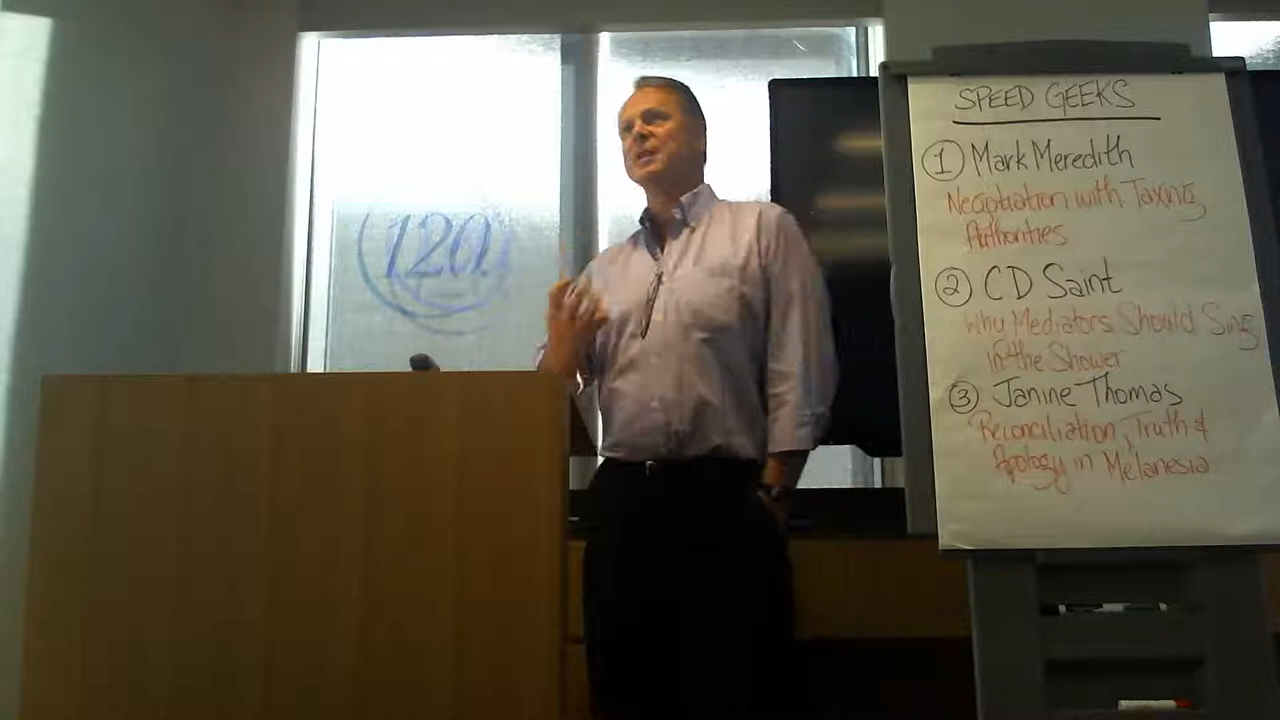 120
SPEED GEEKS
1 Mark Meredith
Negotiation with Taxing
Authorities
2 CD Saint
Why Mediators Should Sing
in the Shower
3 Janine Thomas
Reconciliation, Truth &
Apology in Melanesia